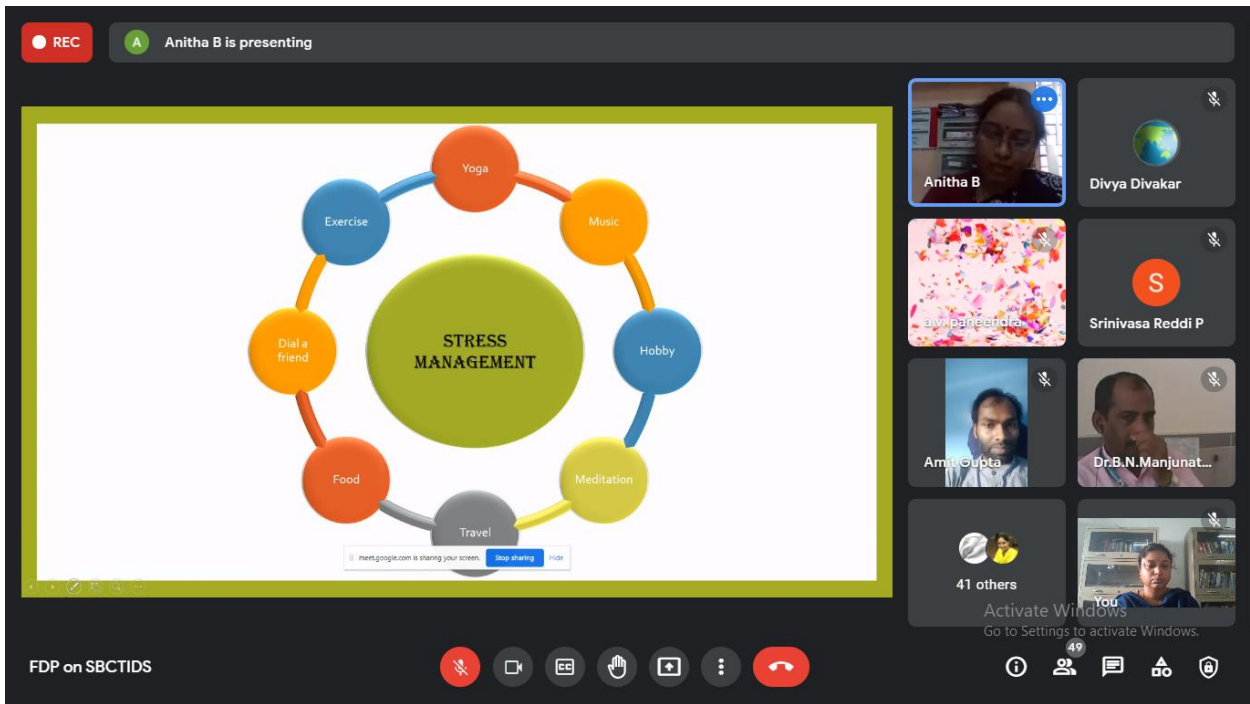 REC
A
Anitha B is presenting
Yoga
Exercise
Music
Dial a
friend
STRESS
MANAGEMENT
Hobby
Food
Meditation
Travel
meet.google.com is sharing your screen.
Stop sharing
Hide
Anitha B
Divya Divakar
a.v. paneendra
S
Srinivasa Reddi P
Amit Gupta
Dr.B.N.Manjunat...
41 others
You
Activate Windows
Go to Settings to activate Windows.
FDP on SBCTIDS
CC
49